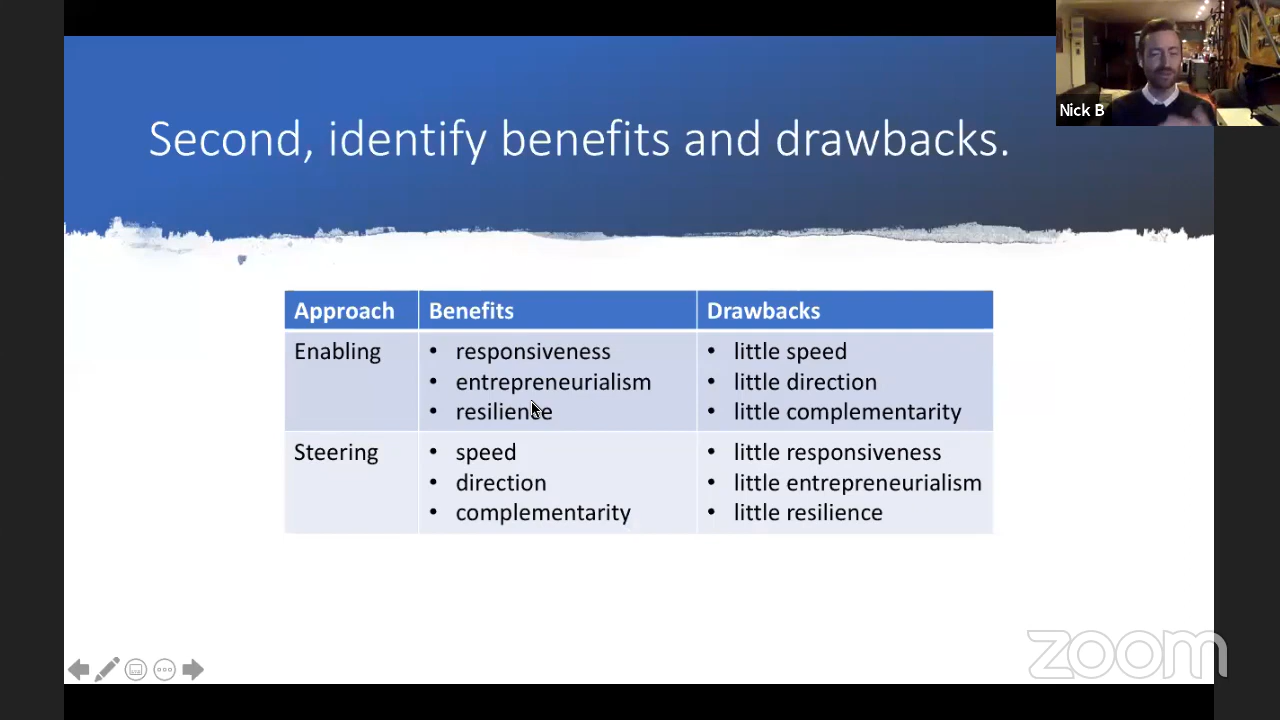 Nick B
Second, identify benefits and drawbacks.
Approach Benefits Drawbacks
Enabling • responsiveness • little speed
• entrepreneurialism • little direction
• resilience • little complementarity
Steering • speed • little responsiveness
• direction • little entrepreneurialism
• complementarity • little resilience
zoom